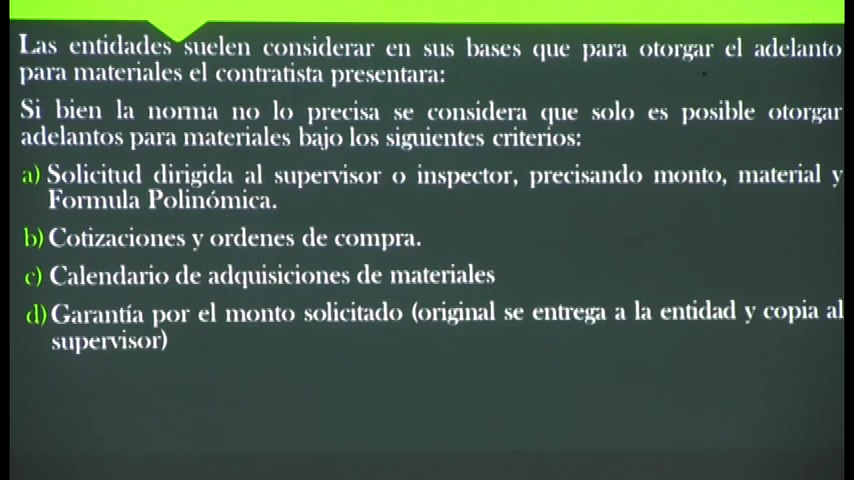 Las entidades suelen considerar en sus bases que para otorgar el adelanto
para materiales el contratista presentara:
Si bien la norma no lo precisa se considera que solo es posible otorgar
adelantos para materiales bajo los siguientes criterios:
a) Solicitud dirigida al supervisor o inspector, precisando monto, material y
Formula Polinómica.
b) Cotizaciones y ordenes de compra.
c) Calendario de adquisiciones de materiales
d) Garantía por el monto solicitado (original se entrega a la entidad y copia al
supervisor)